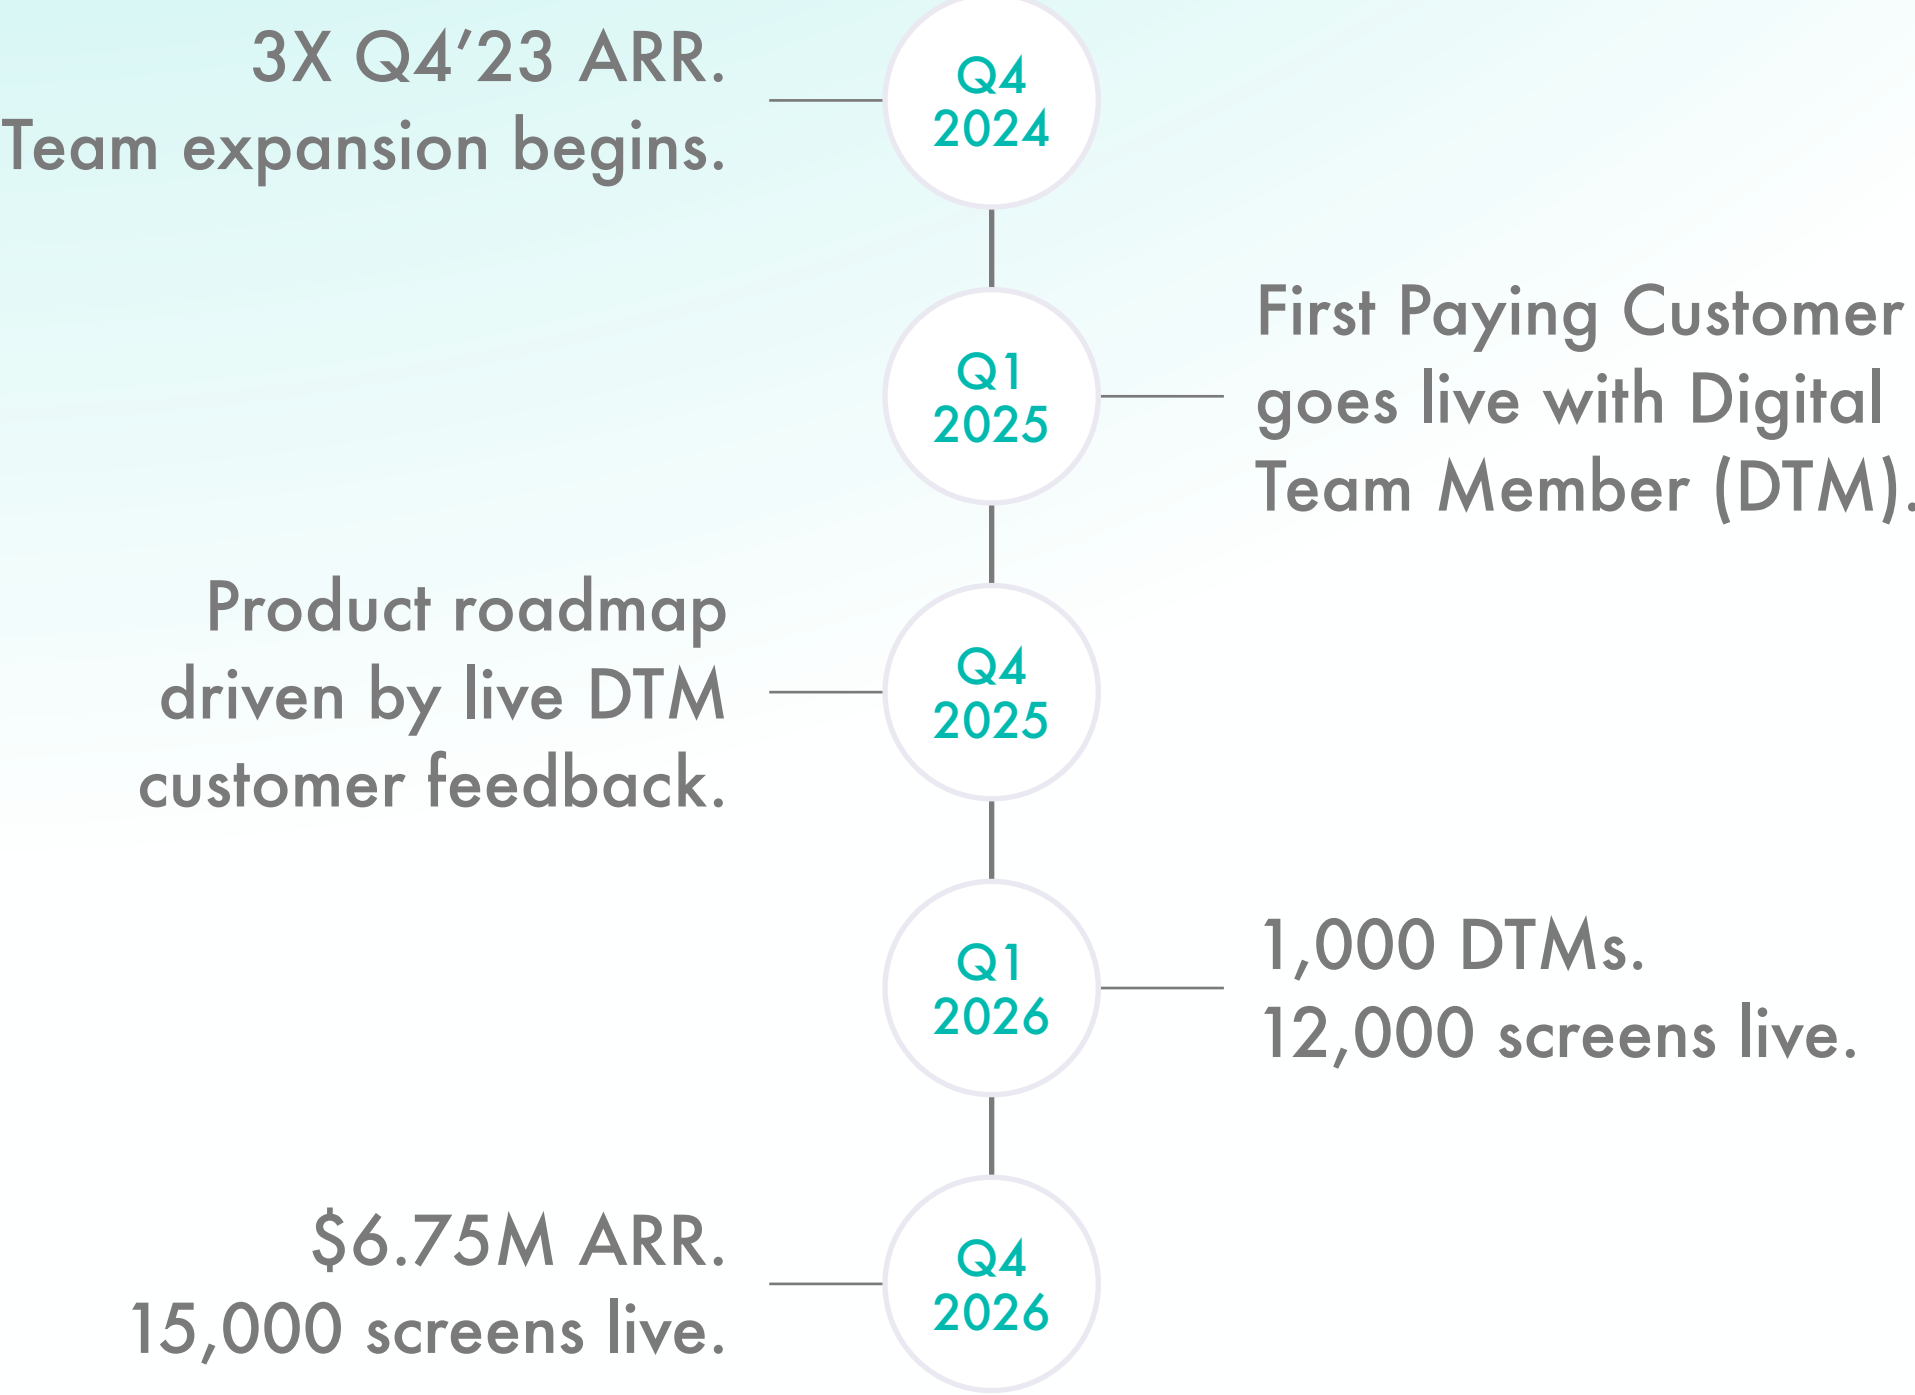 3X Q4’23 ARR.
Team expansion begins.
Q4
2024
Q1
2025
First Paying Customer
goes live with Digital
Team Member (DTM).
Product roadmap
driven by live DTM
customer feedback.
Q4
2025
Q1
2026
1,000 DTMs.
12,000 screens live.
$6.75M ARR.
15,000 screens live.
Q4
2026